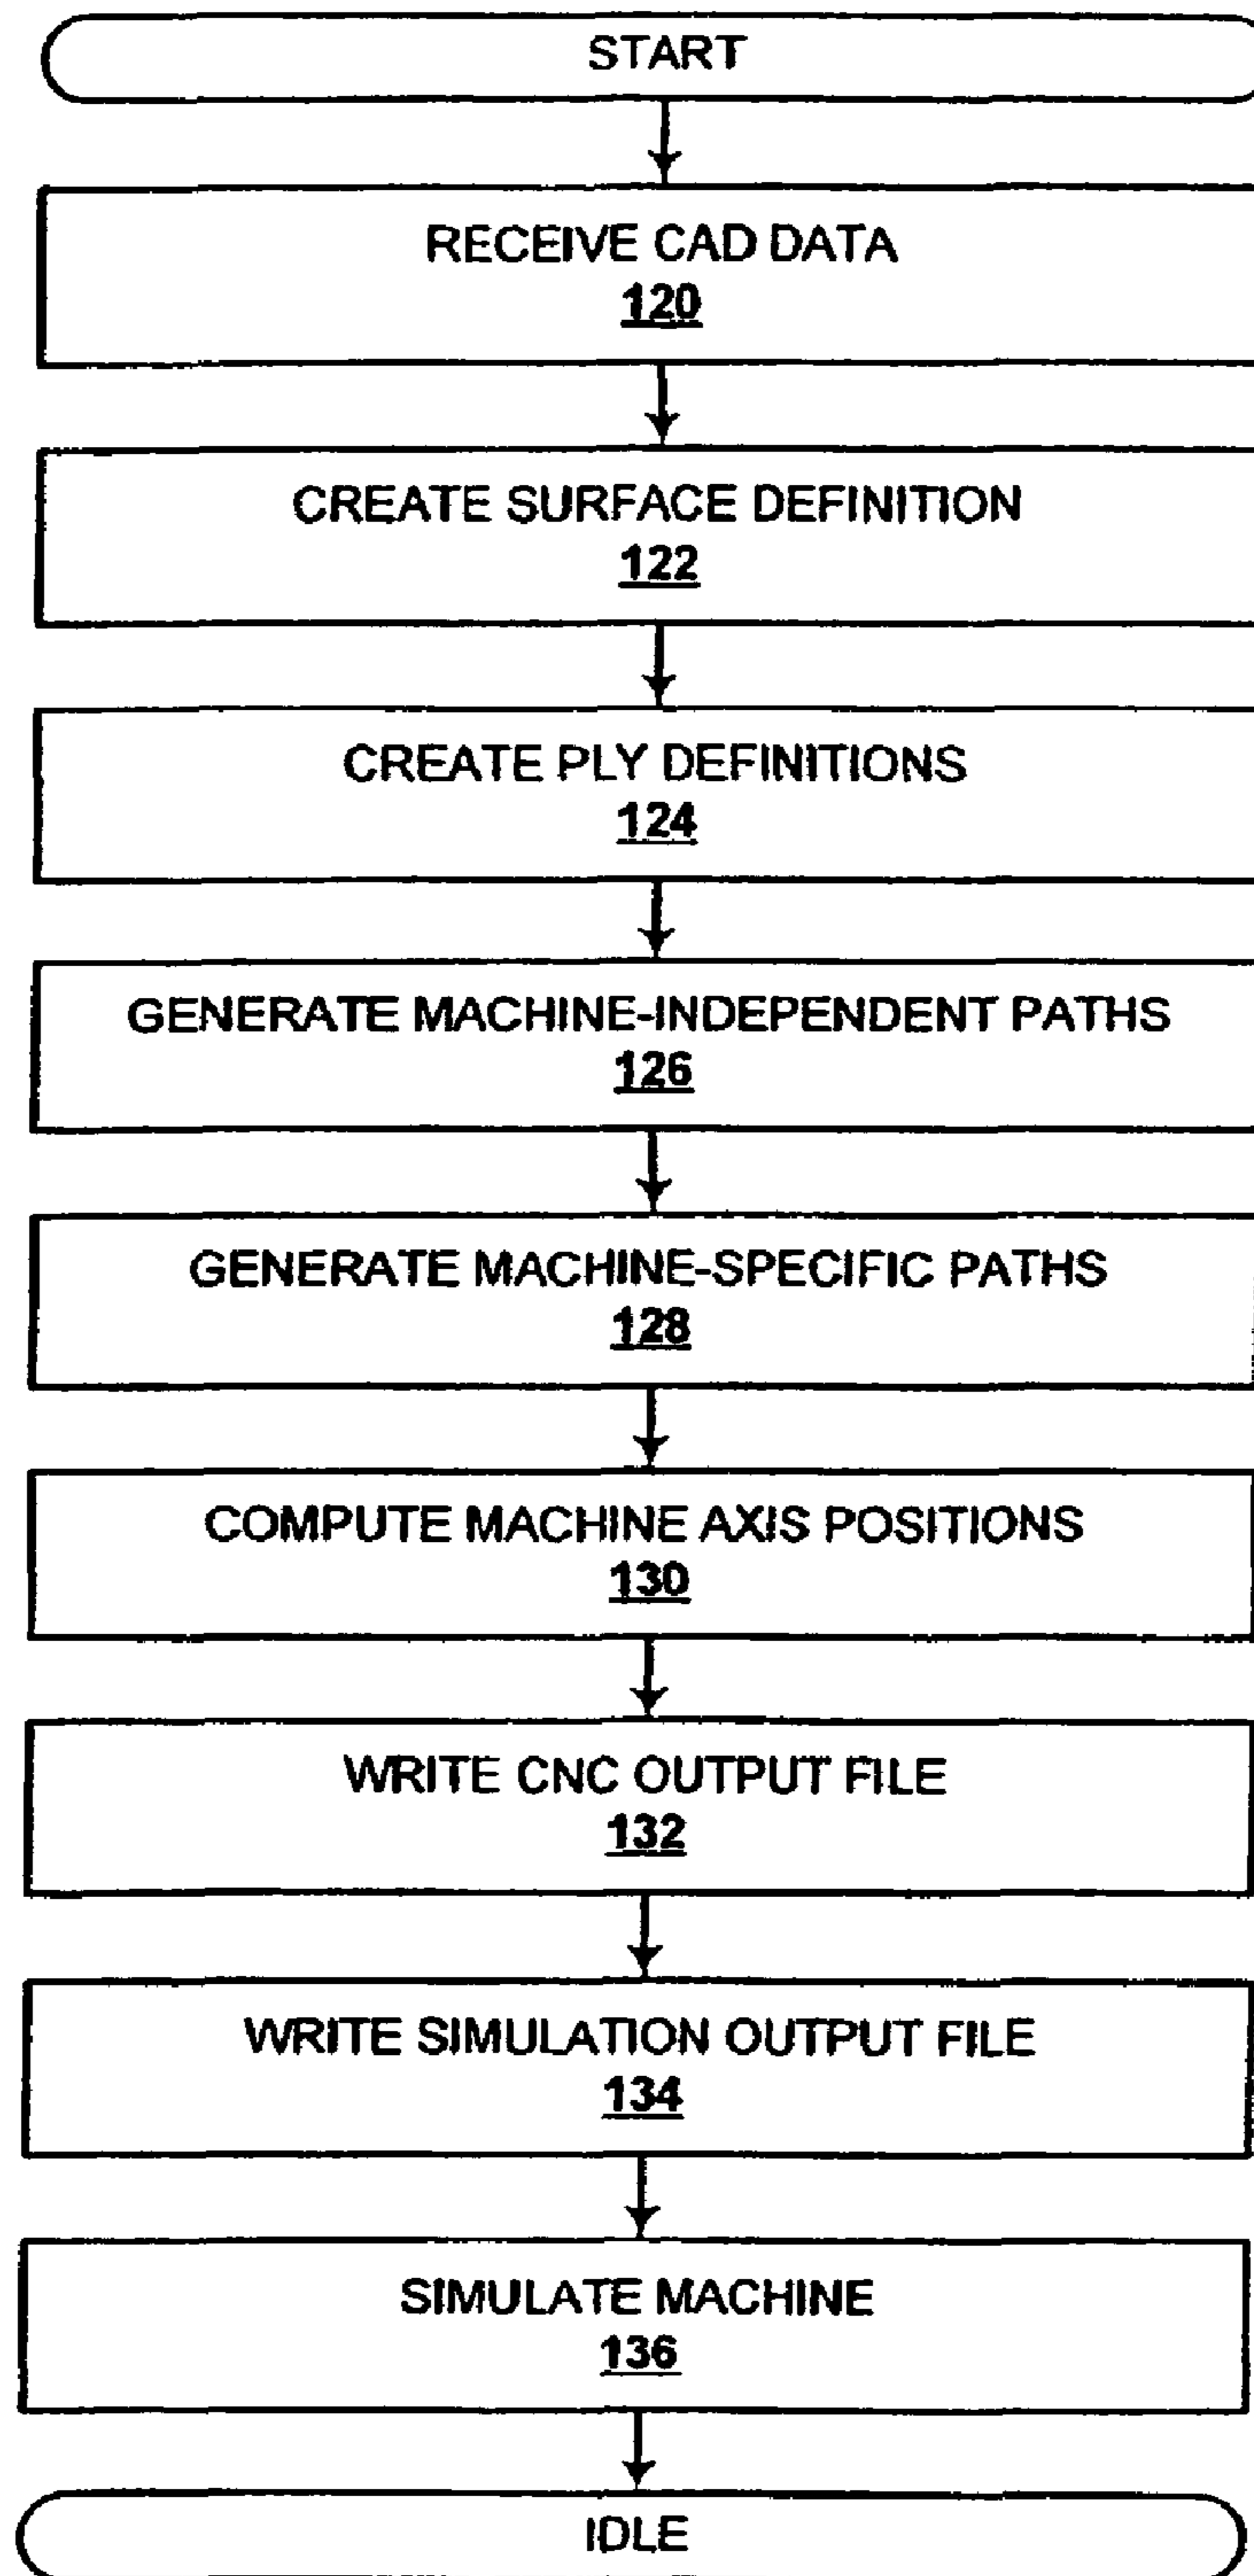 START
RECEIVE CAD DATA
120
CREATE SURFACE DEFINITION
122
CREATE PLY DEFINITIONS
124
GENERATE MACHINE-INDEPENDENT PATHS
126
GENERATE MACHINE-SPECIFIC PATHS
128
COMPUTE MACHINE AXIS POSITIONS
130
WRITE CNC OUTPUT FILE
132
WRITE SIMULATION OUTPUT FILE
134
SIMULATE MACHINE
136
IDLE